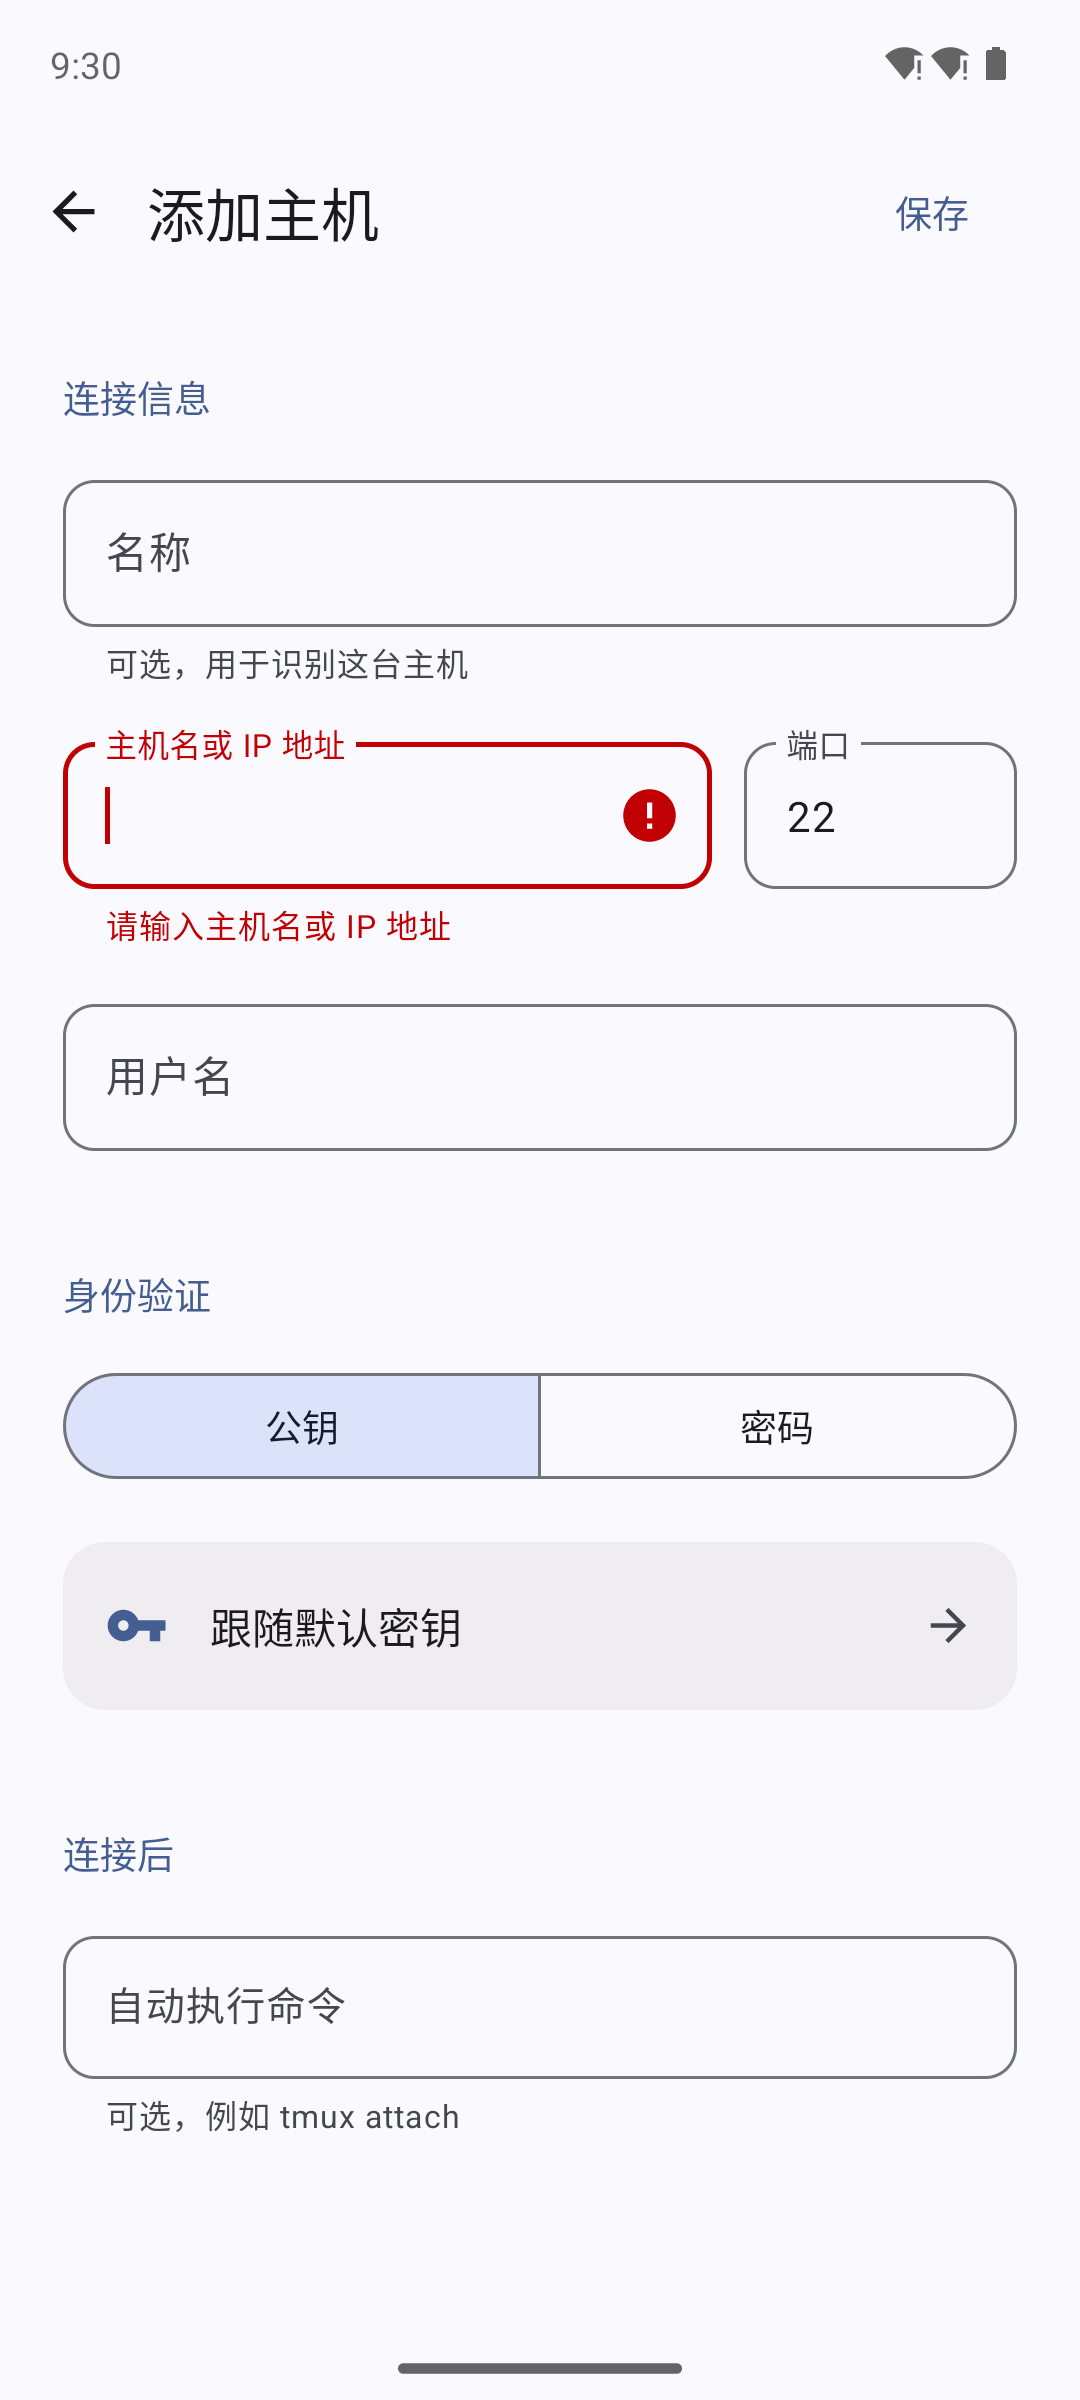 9:30
添加主机
保存
连接信息
名称
可选，用于识别这台主机
主机名或 IP 地址
端口
22
请输入主机名或 IP 地址
用户名
身份验证
公钥
密码
跟随默认密钥
连接后
自动执行命令
可选，例如 tmux attach